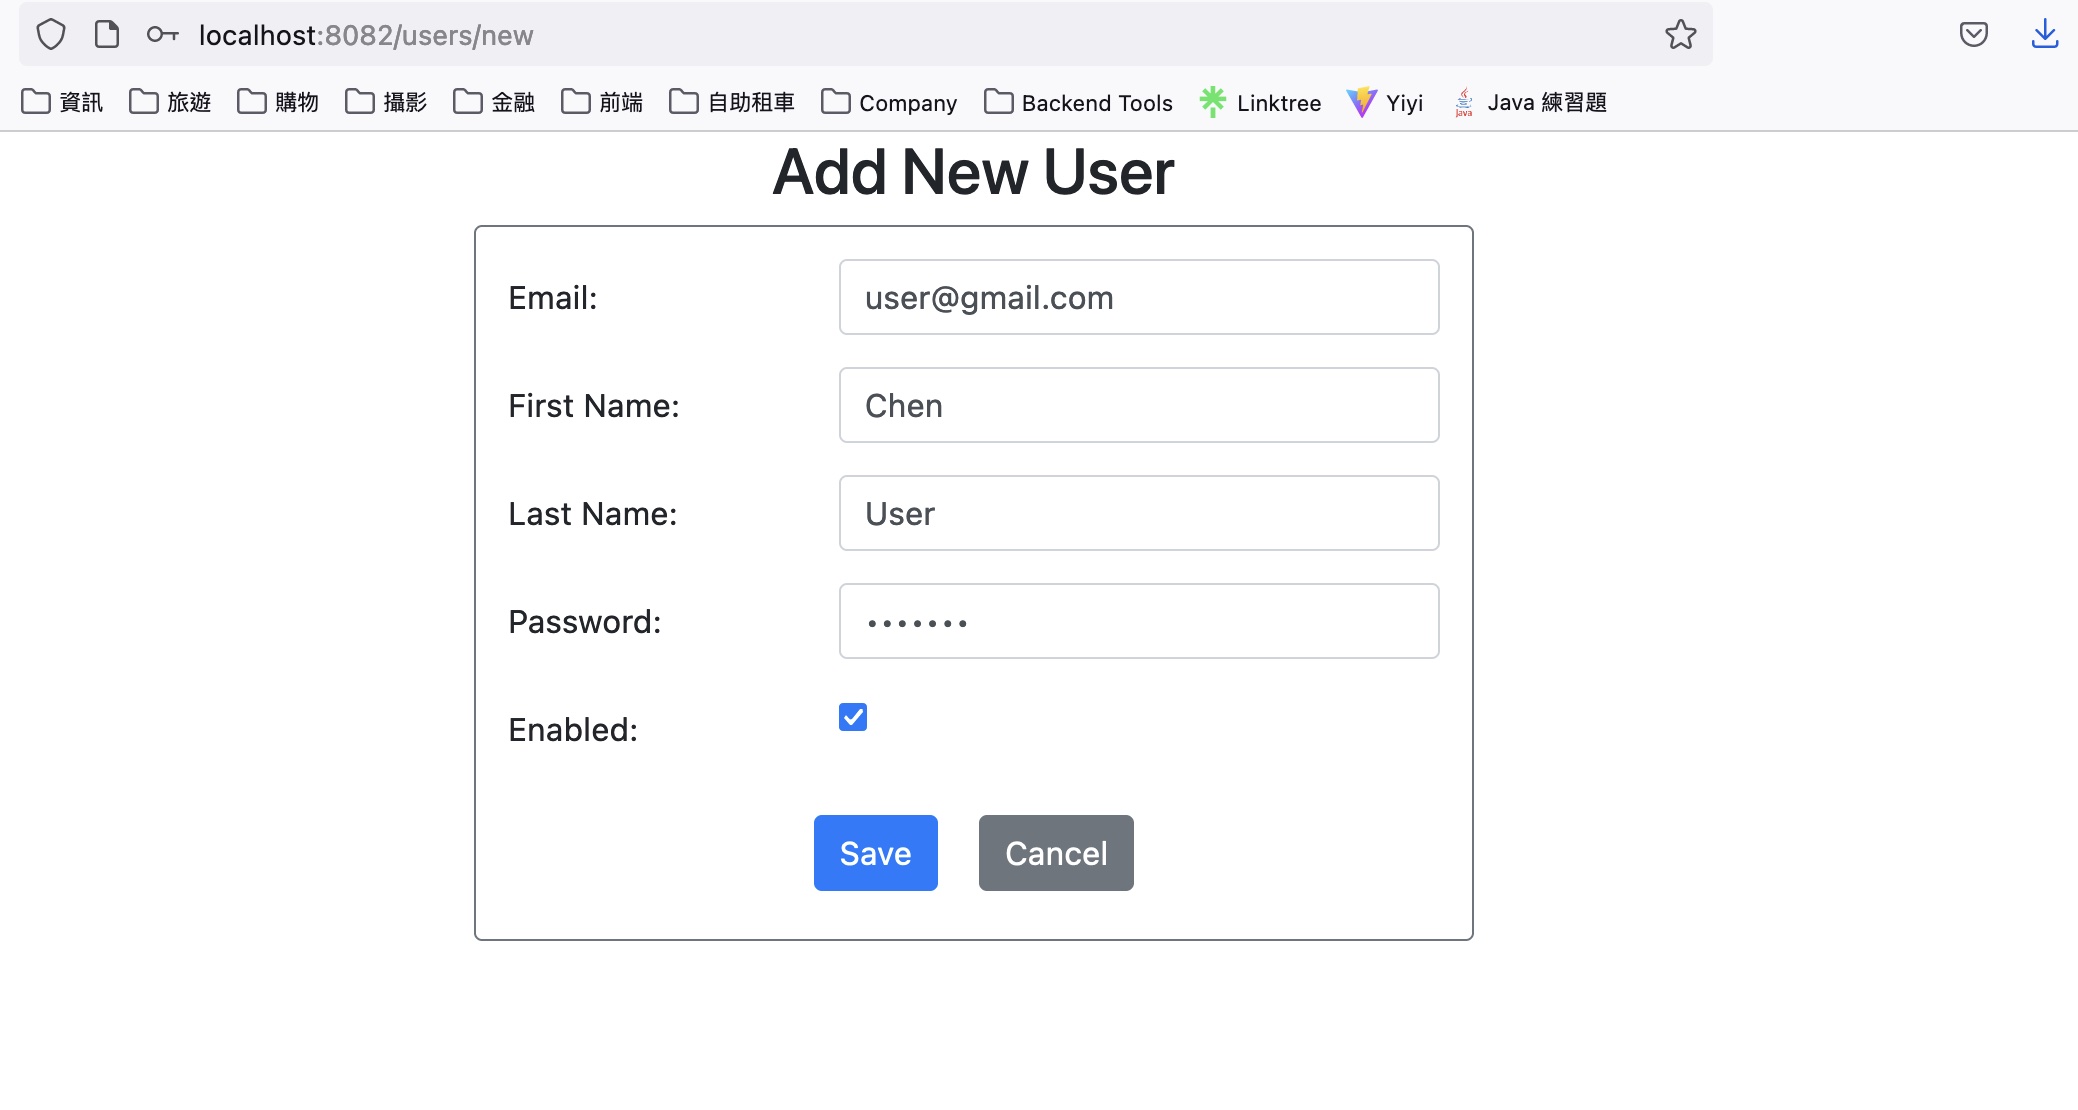 localhost:8082/users/new
資訊 旅遊 購物 攝影 金融 前端 自助租車 Company Backend Tools Linktree Yiyi Java Java 練習題
Add New User
Email: user@gmail.com
First Name: Chen
Last Name: User
Password: •••••••
Enabled:
Save Cancel